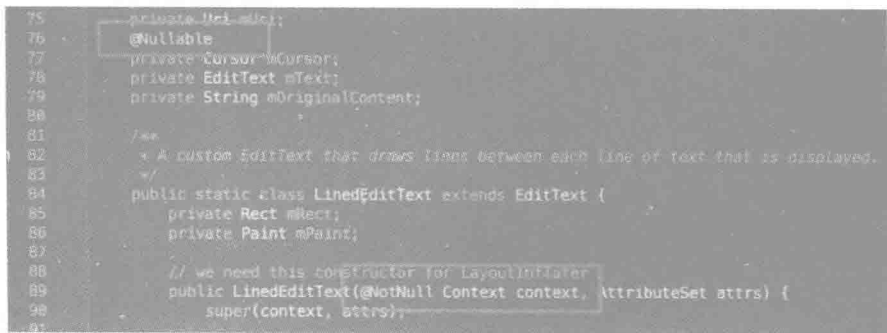 75 private Uri mUri;
76 @Nullable
77 private Cursor mCursor;
78 private EditText mText;
79 private String mOriginalContent;
80
81 /**
82 * A custom EditText that draws lines between each line of text that is displayed.
83 */
84 public static class LinedEditText extends EditText {
85 private Rect mRect;
86 private Paint mPaint;
87
88 // we need this constructor for LayoutInflater
89 public LinedEditText(@NotNull Context context, AttributeSet attrs) {
90 super(context, attrs);
91